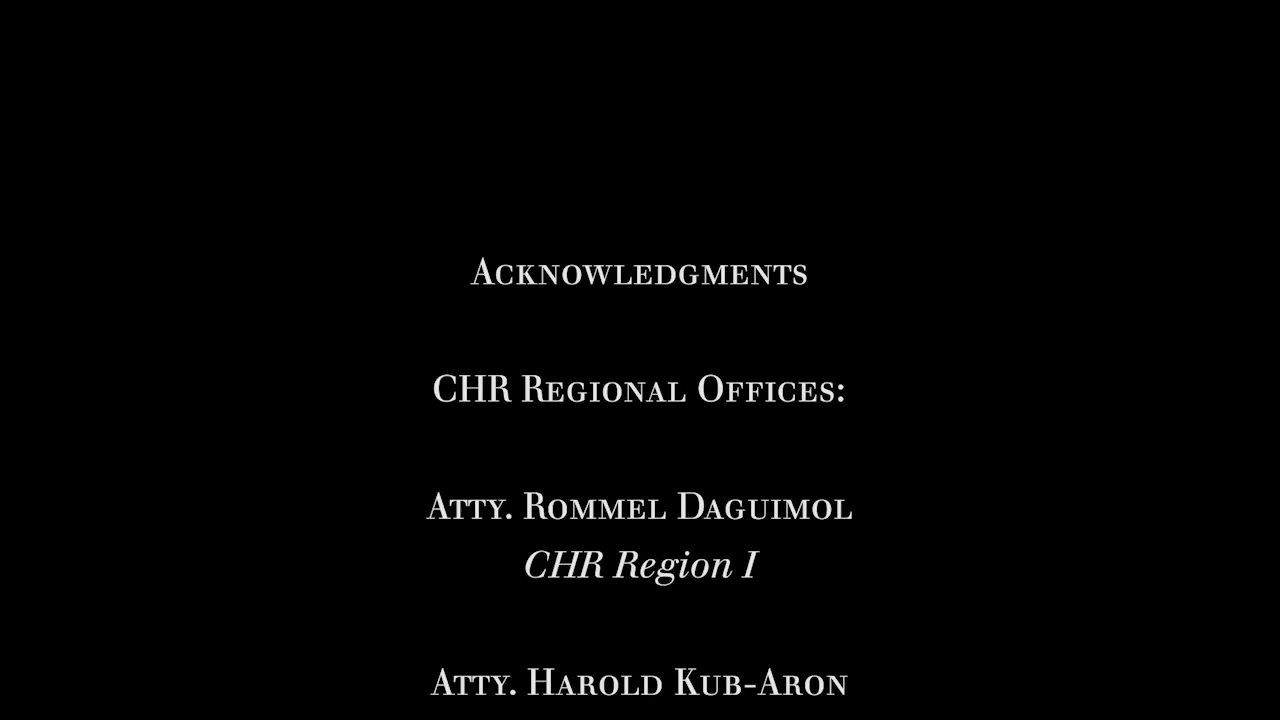 Acknowledgments
CHR Regional Offices:
Atty. Rommel Daguimol
CHR Region I
Atty. Harold Kub-Aron